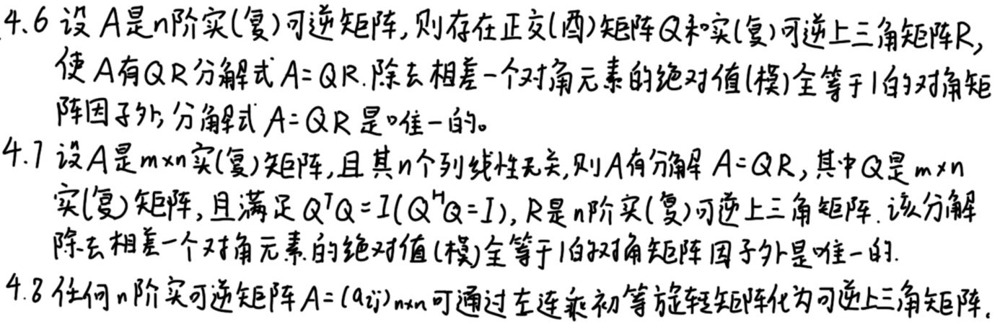 4.6 设 A是n阶实(复)可逆矩阵,则存在正交(酉)矩阵Q和实(复)可逆上三角矩阵R,
使 A有QR分解式 A=QR.除去相差一个对角元素的绝对值(模)全等于1的对角矩
阵因子外,分解式 A=QR 是唯一的。
4.7 设A是m×n实(复)矩阵,且其n个列线性无关,则A有分解 A=QR,其中Q是m×n
实(复)矩阵,且满足 QᵀQ=I(QᴴQ=I),R是n阶实(复)可逆上三角矩阵.该分解
除去相差一个对角元素的绝对值(模)全等于1的对角矩阵因子外是唯一的.
4.8 任何n阶实可逆矩阵A=(aij)n×n可通过左连乘初等旋转矩阵化为可逆上三角矩阵.